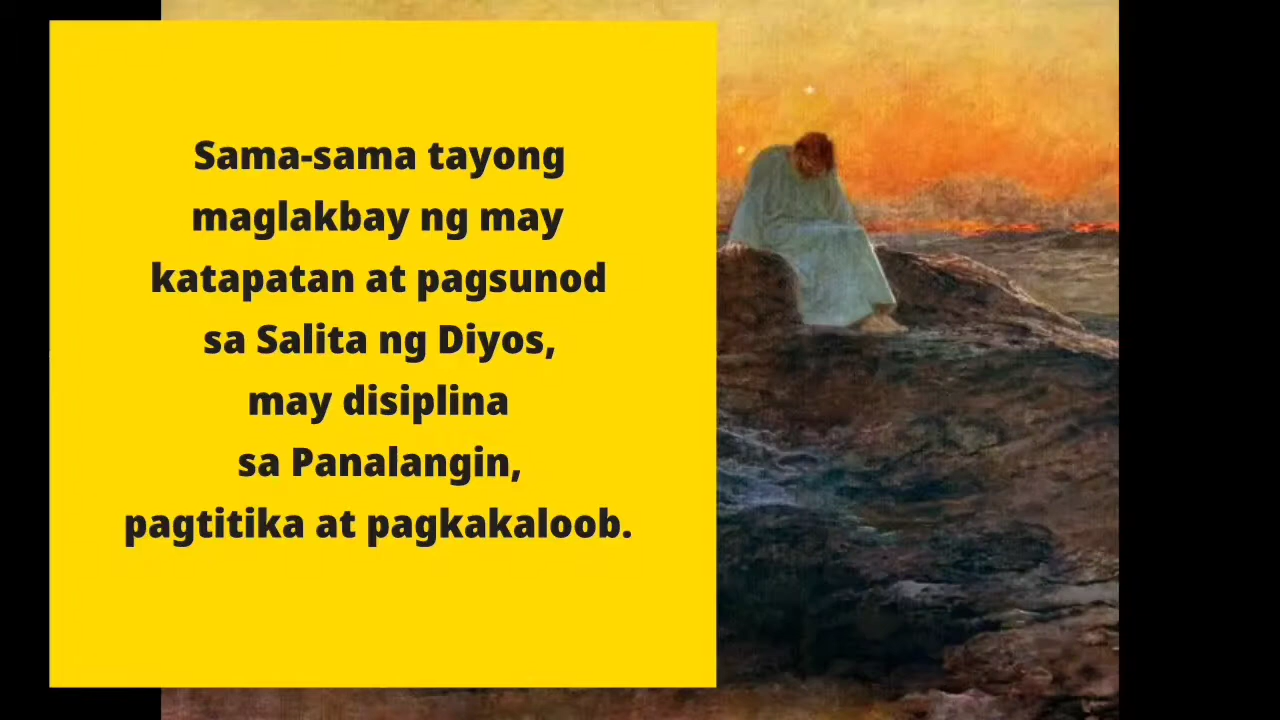 Sama-sama tayong
maglakbay ng may
katapatan at pagsunod
sa Salita ng Diyos,
may disiplina
sa Panalangin,
pagtitika at pagkakaloob.